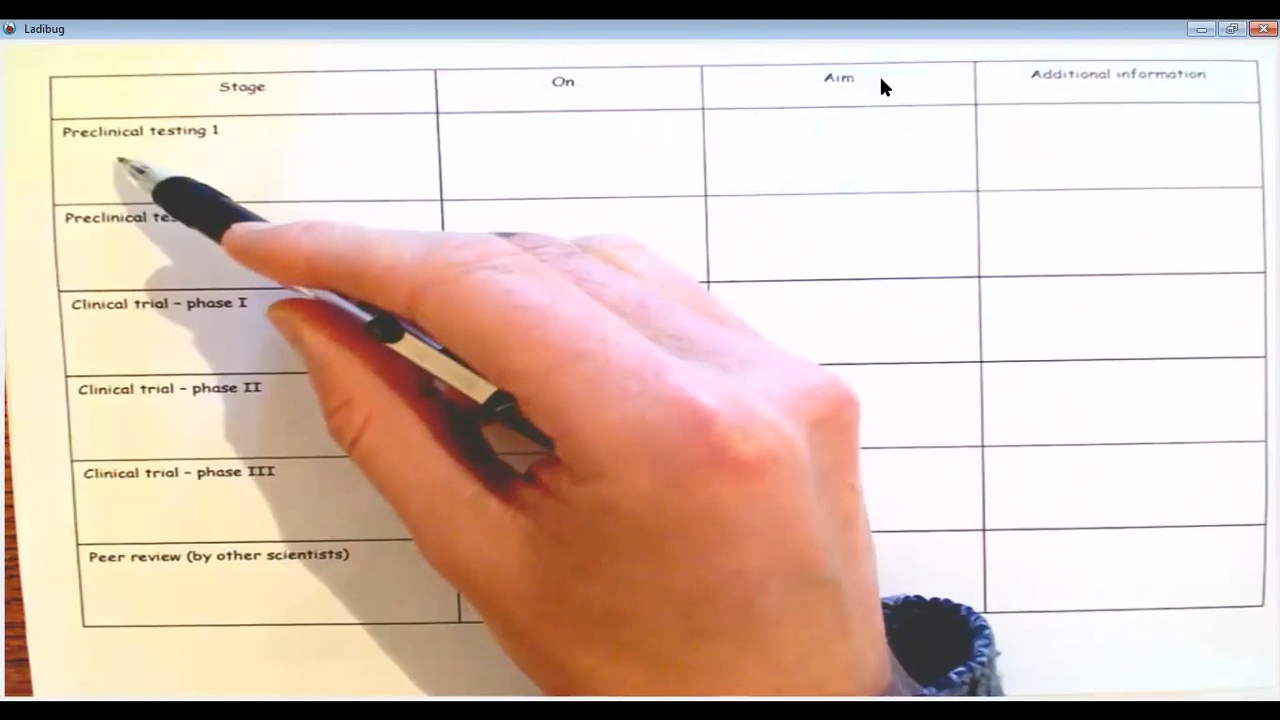 Ladibug
Stage On Aim Additional information
Preclinical testing 1
Preclinical
Clinical trial - phase I
Clinical trial - phase II
Clinical trial - phase III
Peer review (by other scientists)